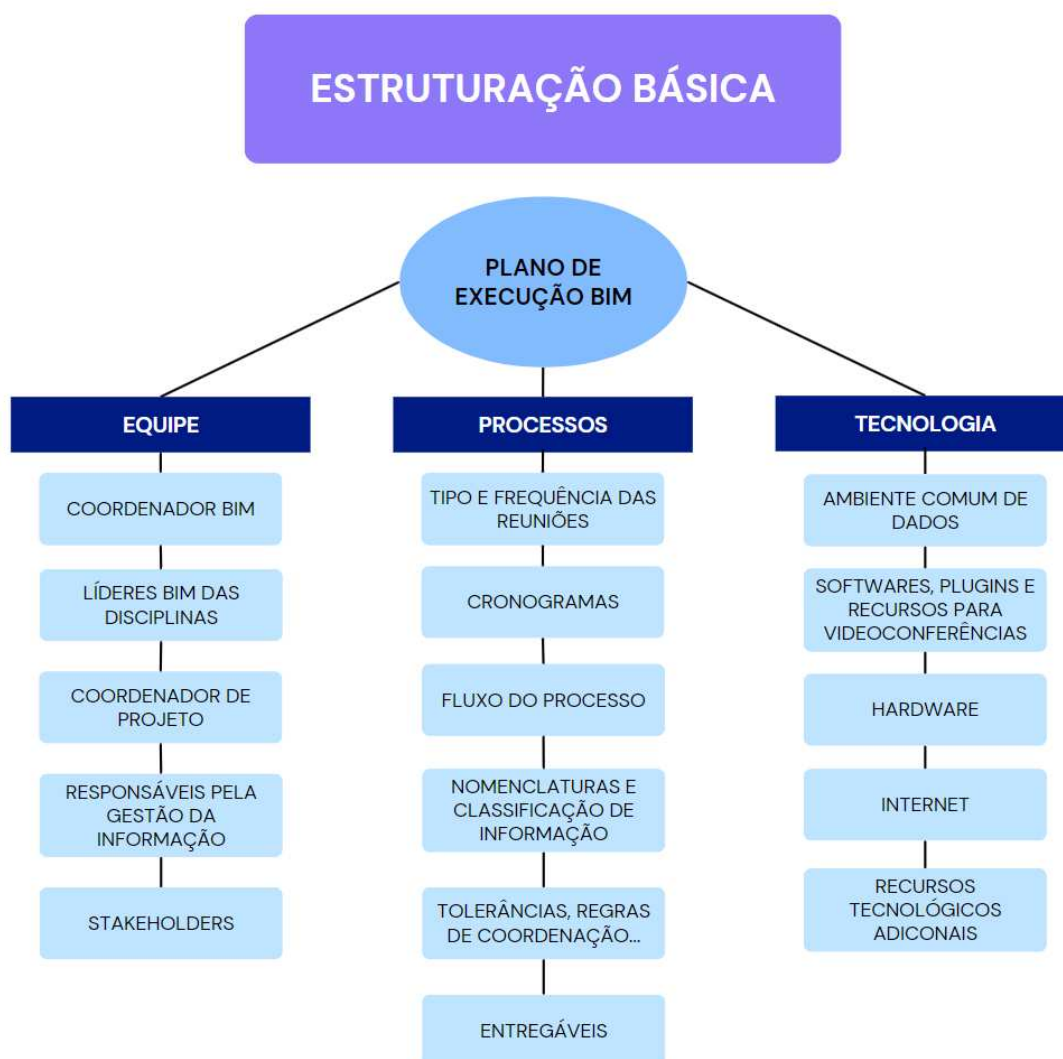 ESTRUTURAÇÃO BÁSICA
PLANO DE
EXECUÇÃO BIM
EQUIPE
COORDENADOR BIM
LÍDERES BIM DAS
DISCIPLINAS
COORDENADOR DE
PROJETO
RESPONSÁVEIS PELA
GESTÃO DA
INFORMAÇÃO
STAKEHOLDERS
PROCESSOS
TIPO E FREQUÊNCIA DAS
REUNIÕES
CRONOGRAMAS
FLUXO DO PROCESSO
NOMENCLATURAS E
CLASSIFICAÇÃO DE
INFORMAÇÃO
TOLERÂNCIAS, REGRAS
DE COORDENAÇÃO...
ENTREGÁVEIS
TECNOLOGIA
AMBIENTE COMUM DE
DADOS
SOFTWARES, PLUGINS E
RECURSOS PARA
VIDEOCONFERÊNCIAS
HARDWARE
INTERNET
RECURSOS
TECNOLÓGICOS
ADICONAIS